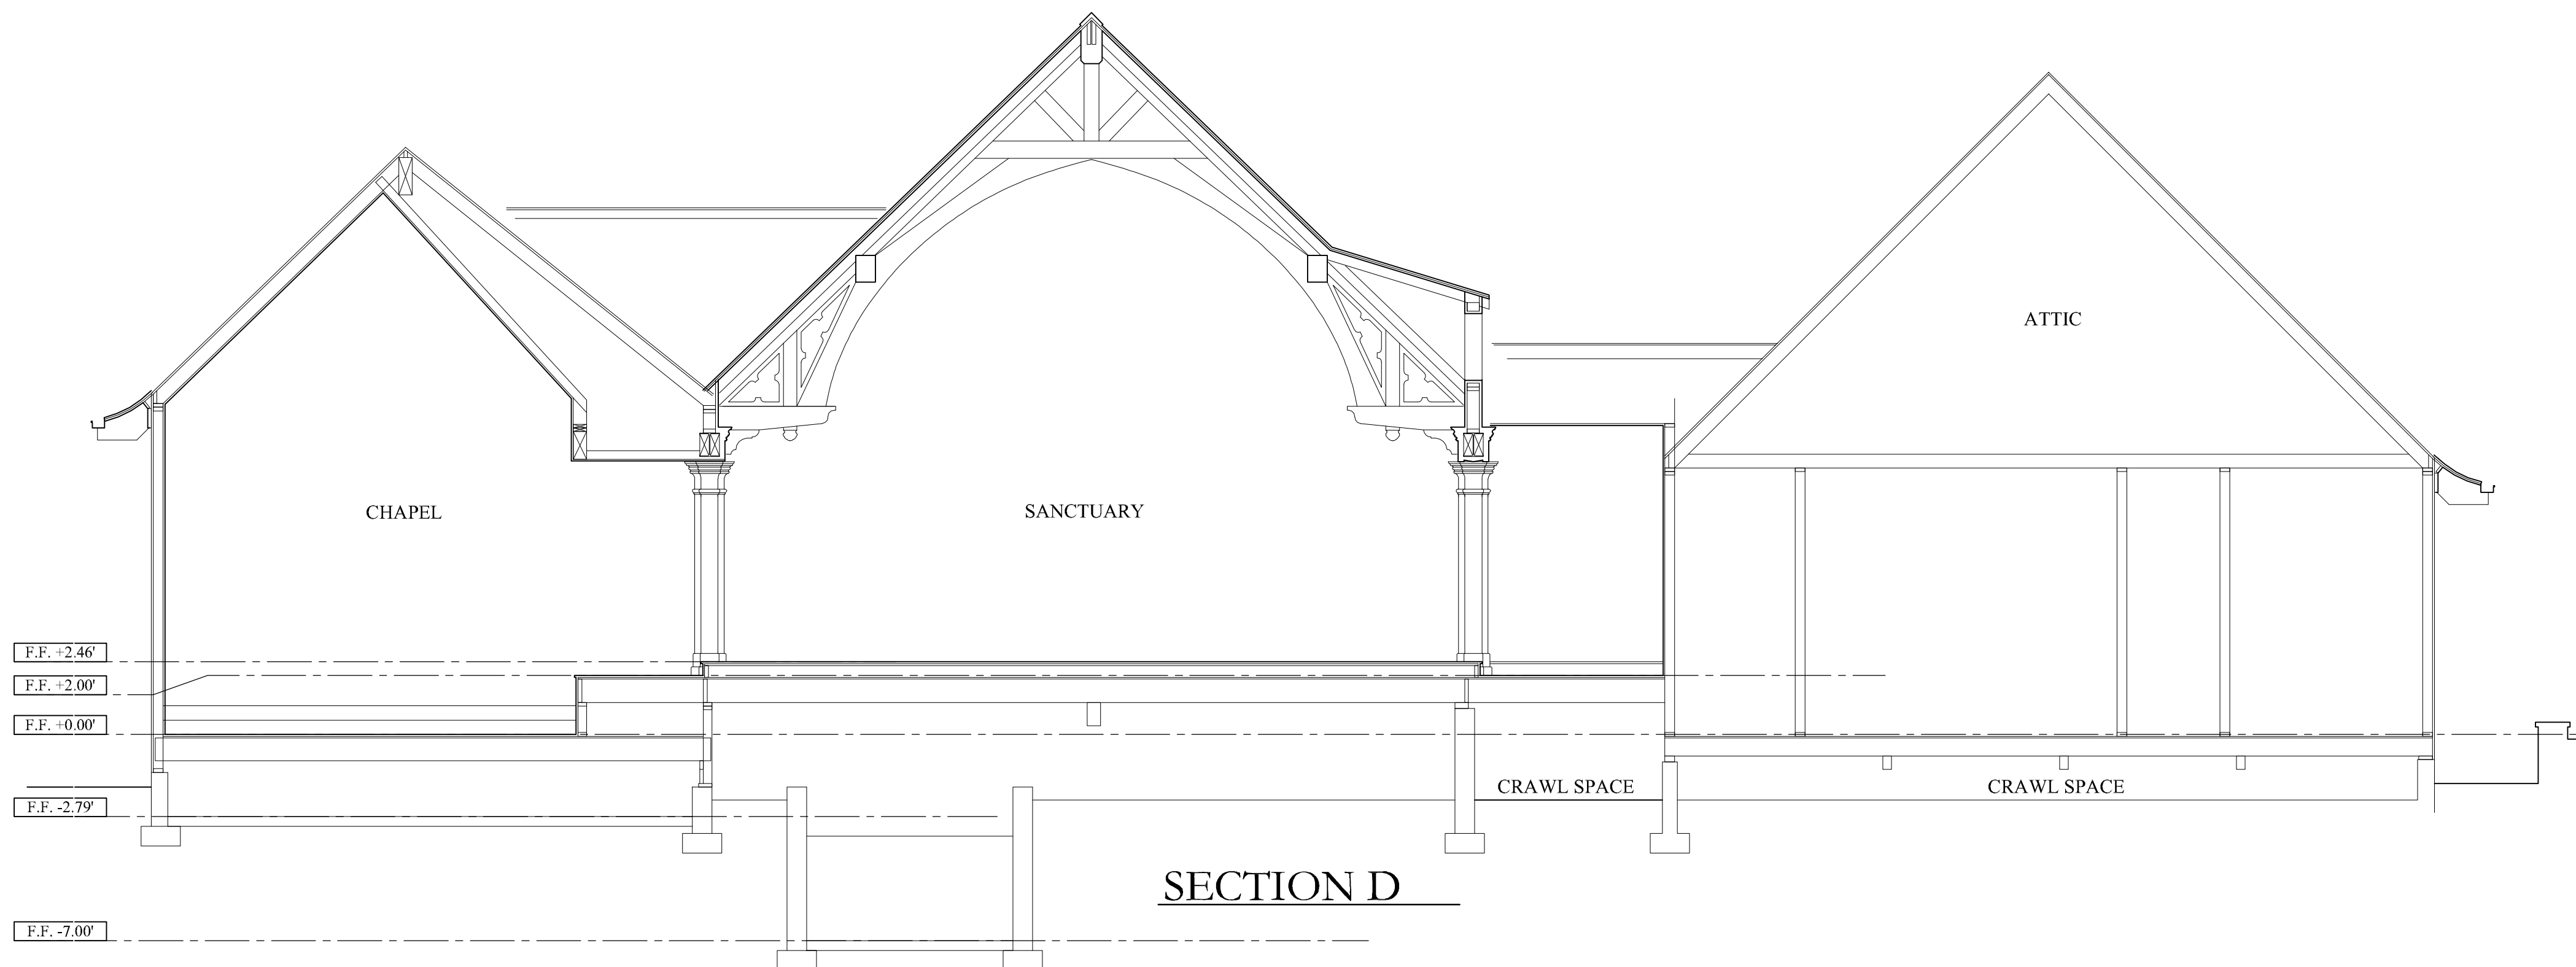 ATTIC
CHAPEL
SANCTUARY
F.F. +2.46'
F.F. +2.00'
F.F. +0.00'
CRAWL SPACE
CRAWL SPACE
F.F. -2.79'
SECTION D
F.F. -7.00'